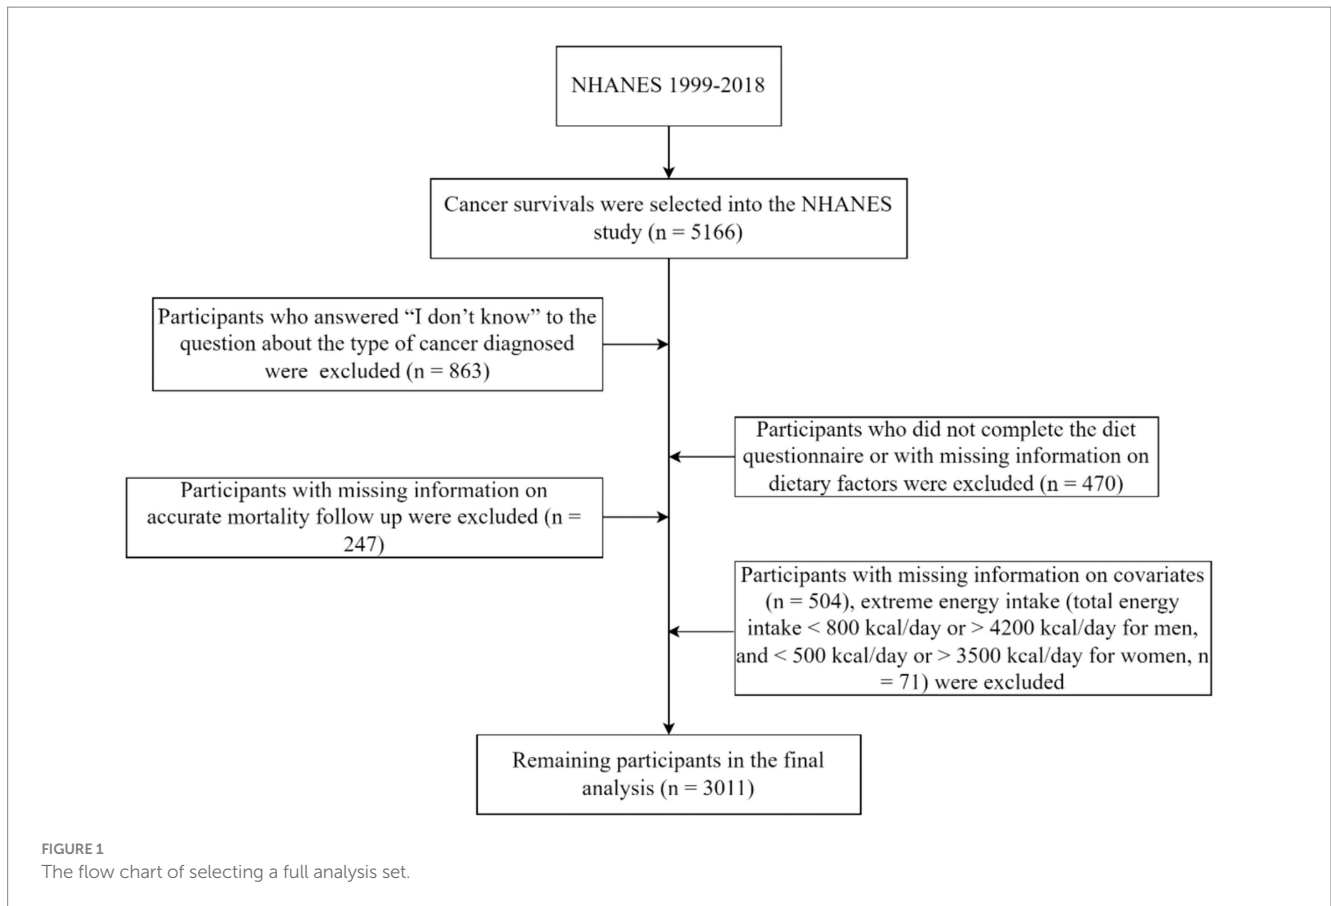 NHANES 1999-2018
Cancer survivals were selected into the NHANES
study (n = 5166)
Participants who answered “I don’t know” to the
question about the type of cancer diagnosed
were excluded (n = 863)
Participants who did not complete the diet
questionnaire or with missing information on
dietary factors were excluded (n = 470)
Participants with missing information on
accurate mortality follow up were excluded (n =
247)
Participants with missing information on covariates
(n = 504), extreme energy intake (total energy
intake < 800 kcal/day or > 4200 kcal/day for men,
and < 500 kcal/day or > 3500 kcal/day for women, n
= 71) were excluded
Remaining participants in the final
analysis (n = 3011)
FIGURE 1
The flow chart of selecting a full analysis set.